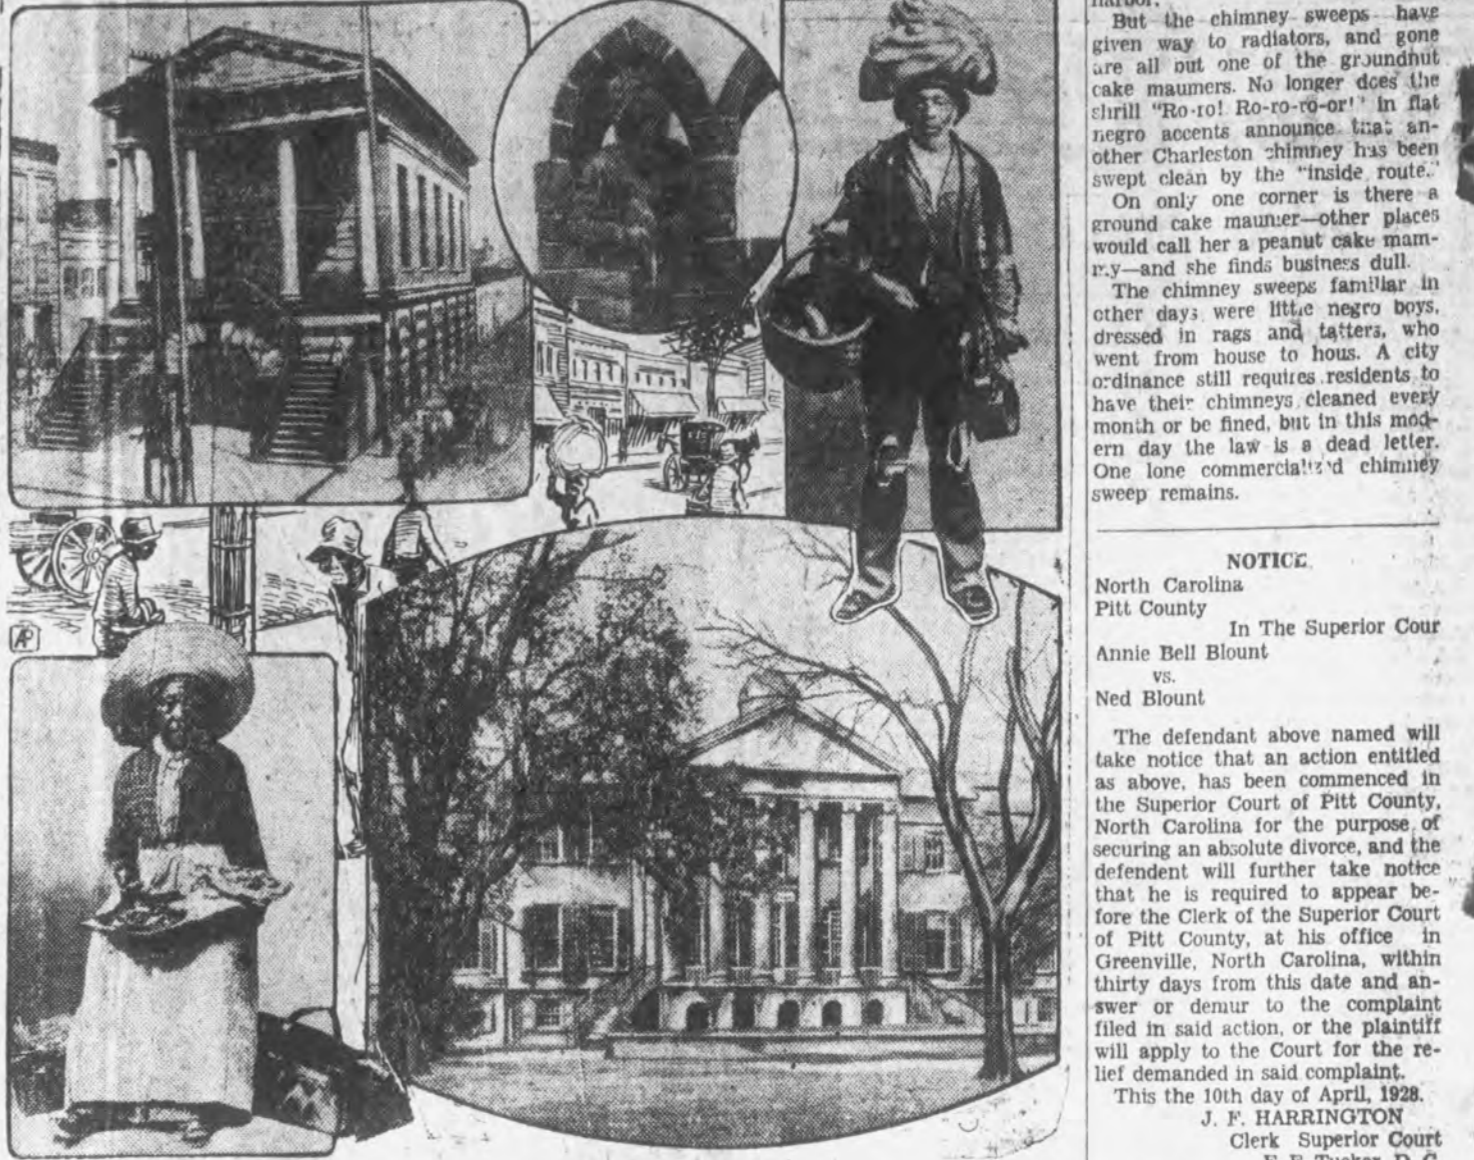 But the chimney sweeps have
given way to radiators, and gone
are all out one of the groundnut
cake maumers. No longer does the
shrill "Ro-ro! Ro-ro-ro-or!" in flat
negro accents announce that an-
other Charleston chimney has been
swept clean by the "inside route."
On only one corner is there a
ground cake maumer—other places
would call her a peanut cake mam-
my—and she finds business dull.
The chimney sweeps familiar in
other days were little negro boys,
dressed in rags and tatters, who
went from house to hous. A city
ordinance still requires residents to
have their chimneys cleaned every
month or be fined, but in this mod-
ern day the law is a dead letter.
One lone commercialized chimney
sweep remains.
NOTICE
North Carolina
Pitt County
In The Superior Cour
Annie Bell Blount
vs.
Ned Blount
The defendant above named will
take notice that an action entitled
as above, has been commenced in
the Superior Court of Pitt County,
North Carolina for the purpose of
securing an absolute divorce, and the
defendent will further take notice
that he is required to appear be-
fore the Clerk of the Superior Court
of Pitt County, at his office in
Greenville, North Carolina, within
thirty days from this date and an-
swer or demur to the complaint
filed in said action, or the plaintiff
will apply to the Court for the re-
lief demanded in said complaint.
This the 10th day of April, 1928.
J. F. HARRINGTON
Clerk Superior Court
AP